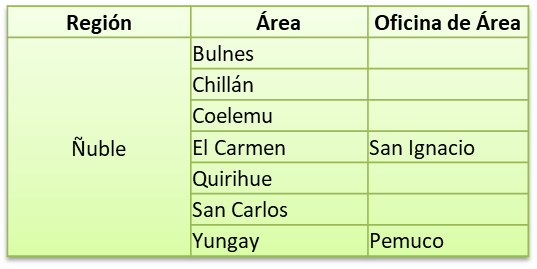 Región Área Oficina de Área
Bulnes
Chillán
Coelemu
Ñuble El Carmen San Ignacio
Quirihue
San Carlos
Yungay Pemuco